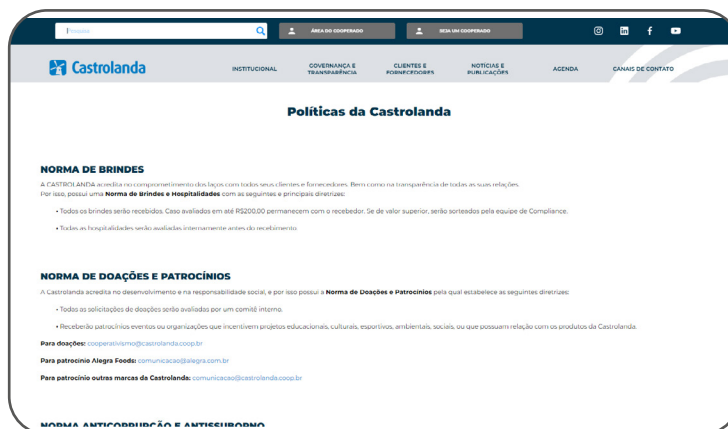 Pesquisa
ÁREA DO COOPERADO
SEJA UM COOPERADO
Castrolanda
INSTITUCIONAL
GOVERNANÇA E
TRANSPARÊNCIA
CLIENTES E
FORNECEDORES
NOTÍCIAS E
PUBLICAÇÕES
AGENDA
CANAIS DE CONTATO
Políticas da Castrolanda
NORMA DE BRINDES
A CASTROLANDA acredita no comprometimento dos laços com todos seus clientes e fornecedores. Bem como na transparência de todas as suas relações.
Por isso, possui uma Norma de Brindes e Hospitalidades com as seguintes e principais diretrizes:
• Todos os brindes serão recebidos. Caso avaliados em até R$200,00 permanecem com o recebedor. Se de valor superior, serão sorteados pela equipe de Compliance.
• Todas as hospitalidades serão avaliadas internamente antes do recebimento.
NORMA DE DOAÇÕES E PATROCÍNIOS
A Castrolanda acredita no desenvolvimento e na responsabilidade social, e por isso possui a Norma de Doações e Patrocínios pela qual estabelece as seguintes diretrizes:
• Todas as solicitações de doações serão avaliadas por um comitê interno.
• Receberão patrocínios eventos ou organizações que incentivem projetos educacionais, culturais, esportivos, ambientais, sociais, ou que possuam relação com os produtos da Castrolanda.
Para doações: cooperativismo@castrolanda.coop.br
Para patrocínio Alegra Foods: comunicacao@alegra.com.br
Para patrocínio outras marcas da Castrolanda: comunicacao@castrolanda.coop.br
NORMA ANTICORRUPÇÃO E ANTISSUBORNO